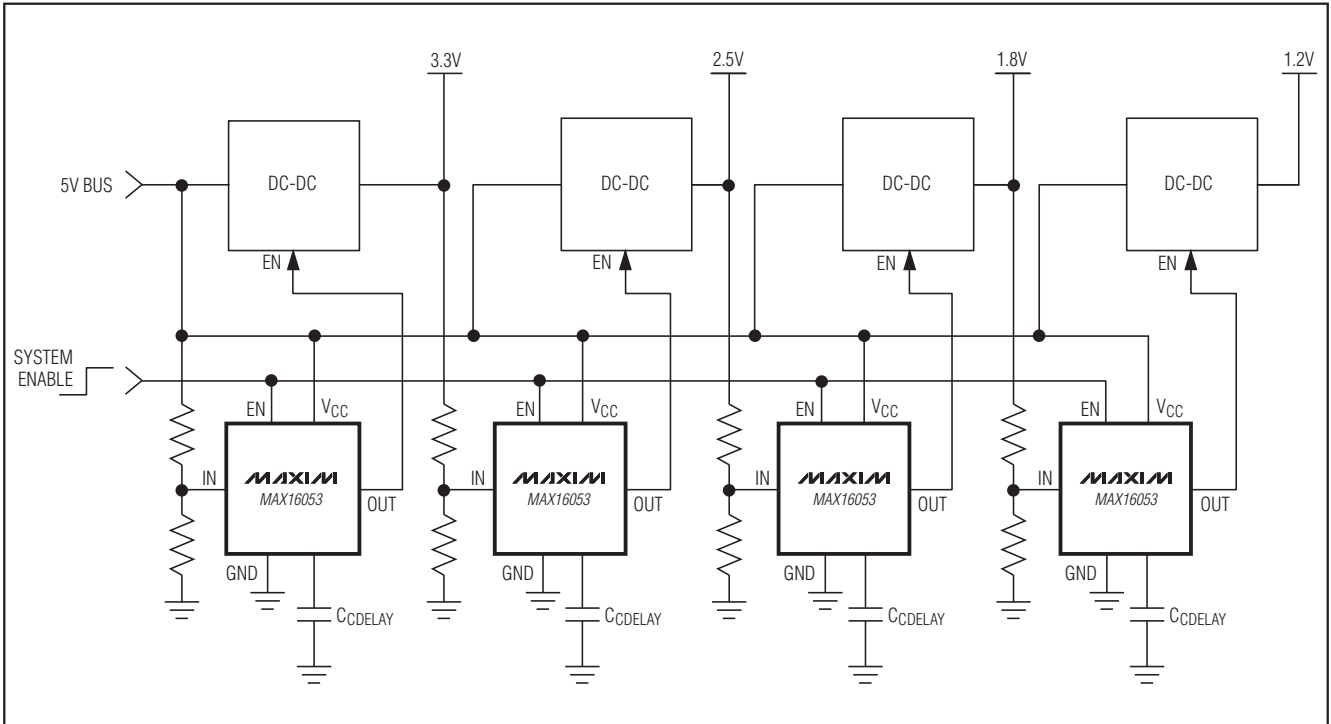 3.3V
2.5V
1.8V
1.2V
5V BUS
DC-DC
DC-DC
DC-DC
DC-DC
EN
EN
EN
EN
SYSTEM
ENABLE
EN
VCC
EN
VCC
EN
VCC
EN
VCC
IN
MAXIM
MAX16053
OUT
IN
MAXIM
MAX16053
OUT
IN
MAXIM
MAX16053
OUT
IN
MAXIM
MAX16053
OUT
GND
GND
GND
GND
CCDELAY
CCDELAY
CCDELAY
CCDELAY